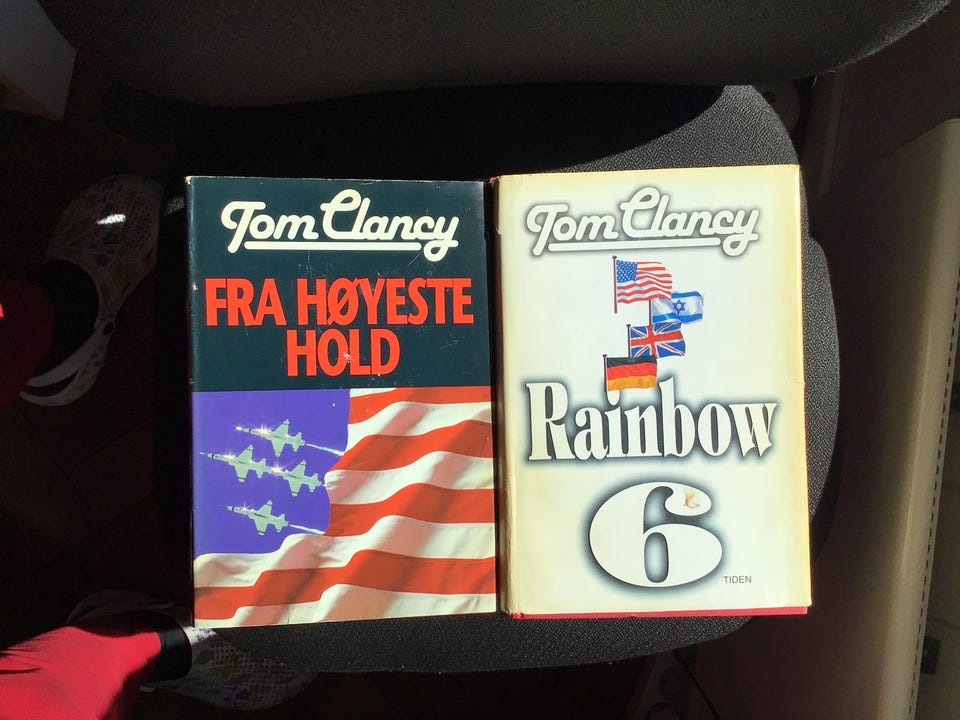 Tom Clancy
FRA HØYESTE
HOLD
Tom Clancy
Rainbow
6
TIDEN